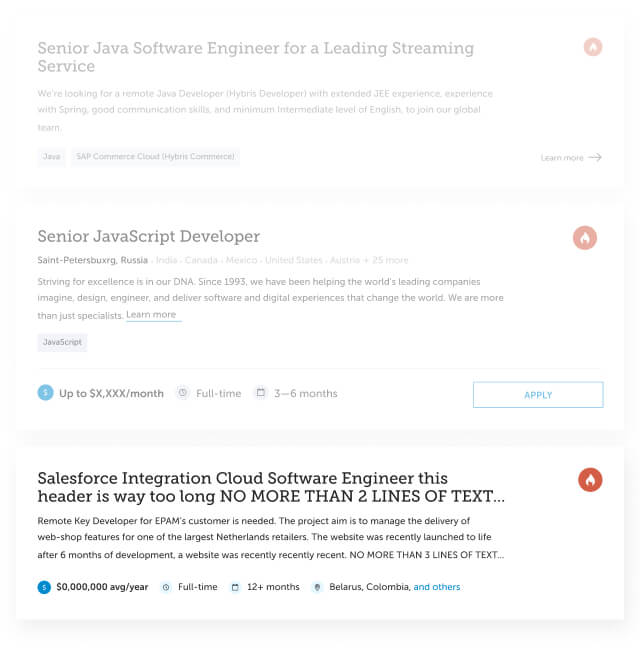 Senior Java Software Engineer for a Leading Streaming
Service
We're looking for a remote Java Developer (Hybris Developer) with extended JEE experience, experience
with Spring, good communication skills, and minimum Intermediate level of English, to join our global
team.
Java SAP Commerce Cloud (Hybris Commerce) Learn more →
Senior JavaScript Developer
Saint-Petersbuxrg, Russia · India · Canada · Mexico · United States · Austria + 25 more
Striving for excellence is in our DNA. Since 1993, we have been helping the world's leading companies
imagine, design, engineer, and deliver software and digital experiences that change the world. We are more
than just specialists. Learn more
JavaScript
$ Up to $X,XXX/month Full-time 3—6 months APPLY
Salesforce Integration Cloud Software Engineer this
header is way too long NO MORE THAN 2 LINES OF TEXT...
Remote Key Developer for EPAM's customer is needed. The project aim is to manage the delivery of
web-shop features for one of the largest Netherlands retailers. The website was recently launched to life
after 6 months of development, a website was recently recently recent. NO MORE THAN 3 LINES OF TEXT...
$ $0,000,000 avg/year Full-time 12+ months Belarus, Colombia, and others